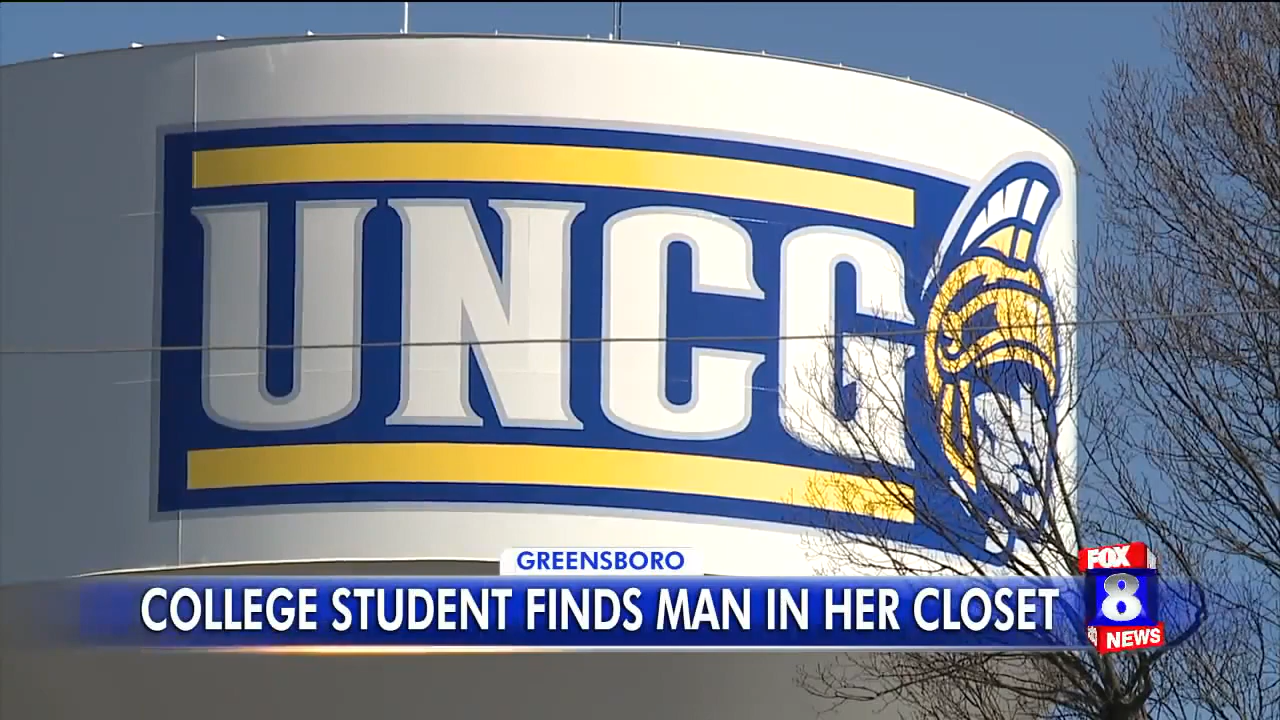 UNCG
GREENSBORO
COLLEGE STUDENT FINDS MAN IN HER CLOSET
FOX
8
NEWS